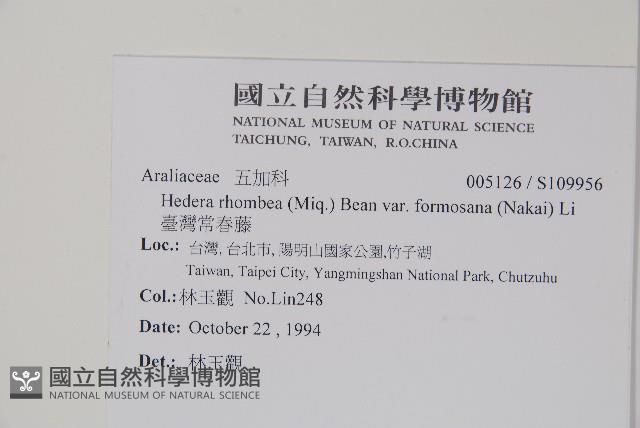 國立自然科學博物館
NATIONAL MUSEUM OF NATURAL SCIENCE
TAICHUNG, TAIWAN, R.O.CHINA
Araliaceae 五加科 005126 / S109956
Hedera rhombea (Miq.) Bean var. formosana (Nakai) Li
臺灣常春藤
Loc.: 台灣, 台北市, 陽明山國家公園,竹子湖
Taiwan, Taipei City, Yangmingshan National Park, Chutzuhu
Col.:林玉觀 No.Lin248
Date: October 22 , 1994
Det.: 林玉觀
國立自然科學博物館
NATIONAL MUSEUM OF NATURAL SCIENCE